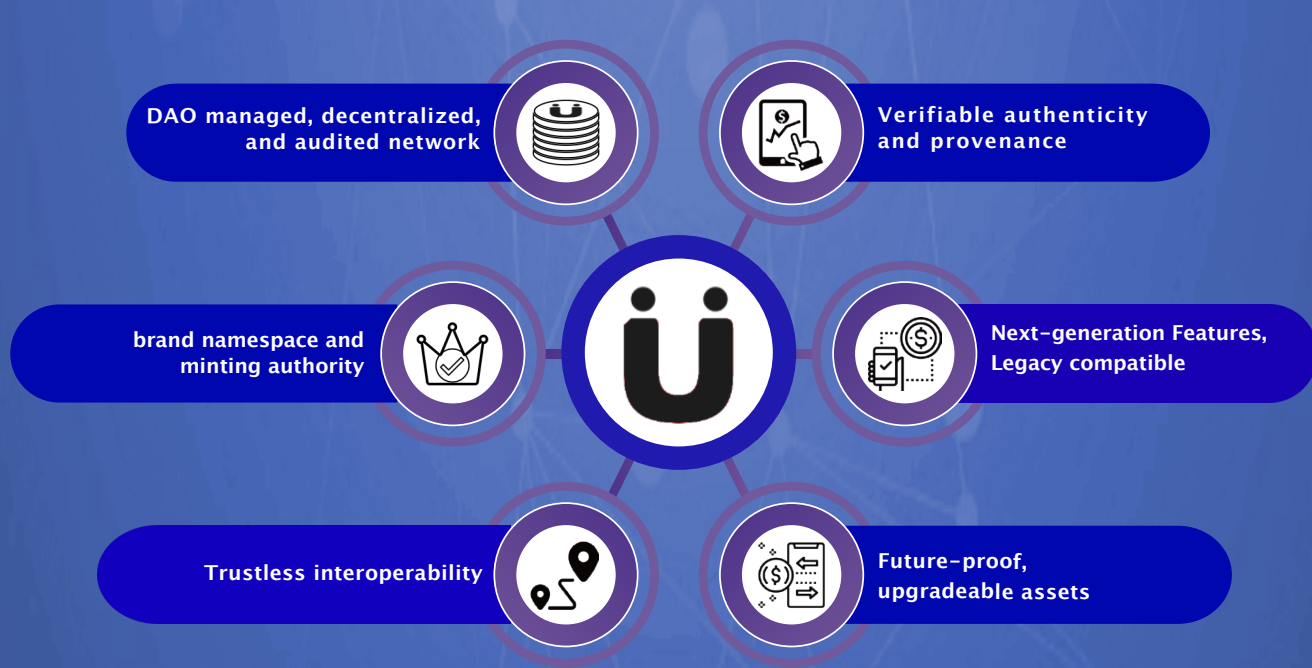 DAO managed, decentralized,
and audited network
Verifiable authenticity
and provenance
brand namespace and
minting authority
Ü
Next-generation Features,
Legacy compatible
Trustless interoperability
Future-proof,
upgradeable assets